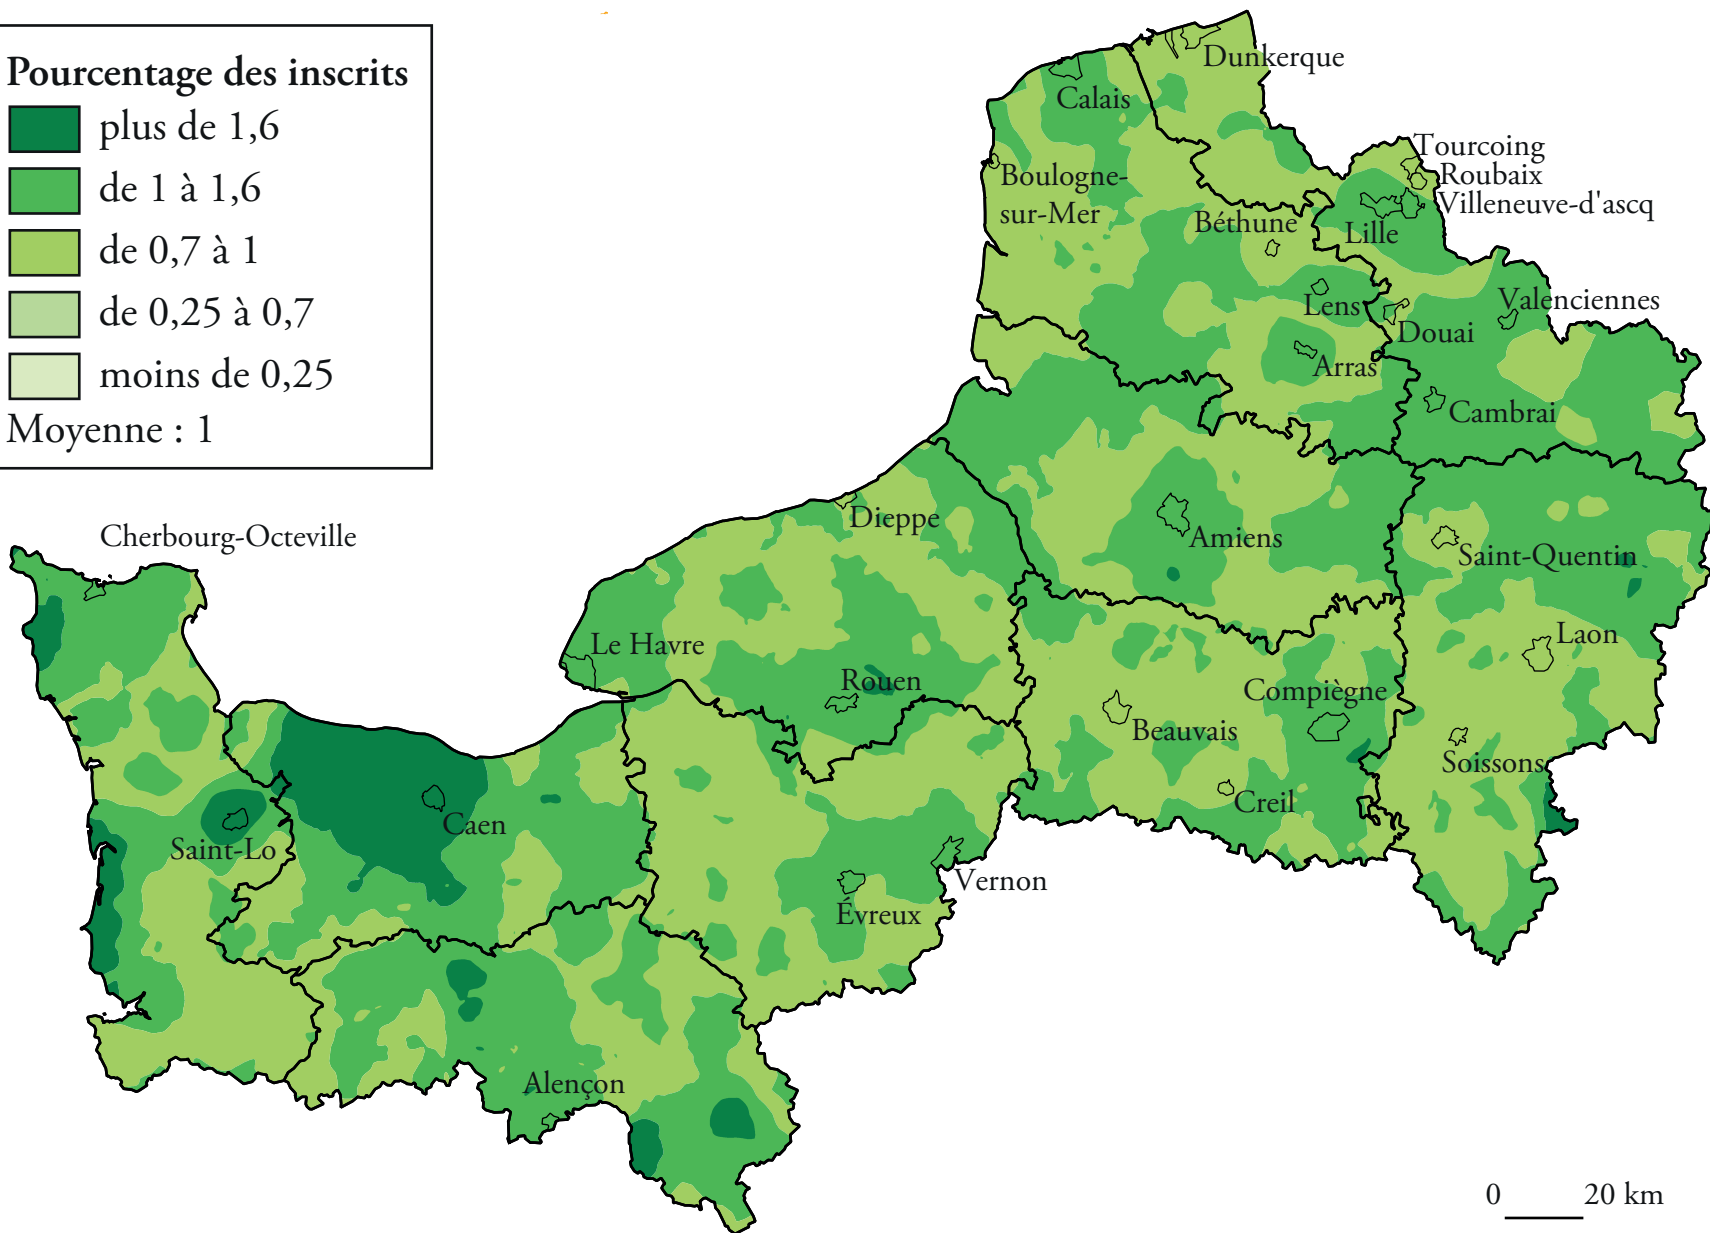 Pourcentage des inscrits
plus de 1,6
de 1 à 1,6
de 0,7 à 1
de 0,25 à 0,7
moins de 0,25
Moyenne : 1
Dunkerque
Calais
Tourcoing
Roubaix
Villeneuve-d'ascq
Boulogne-
sur-Mer
Béthune
Lille
Lens
Valenciennes
Douai
Arras
Cambrai
Dieppe
Amiens
Saint-Quentin
Cherbourg-Octeville
Le Havre
Laon
Rouen
Compiègne
Beauvais
Soissons
Creil
Caen
Saint-Lo
Vernon
Évreux
Alençon
0 20 km